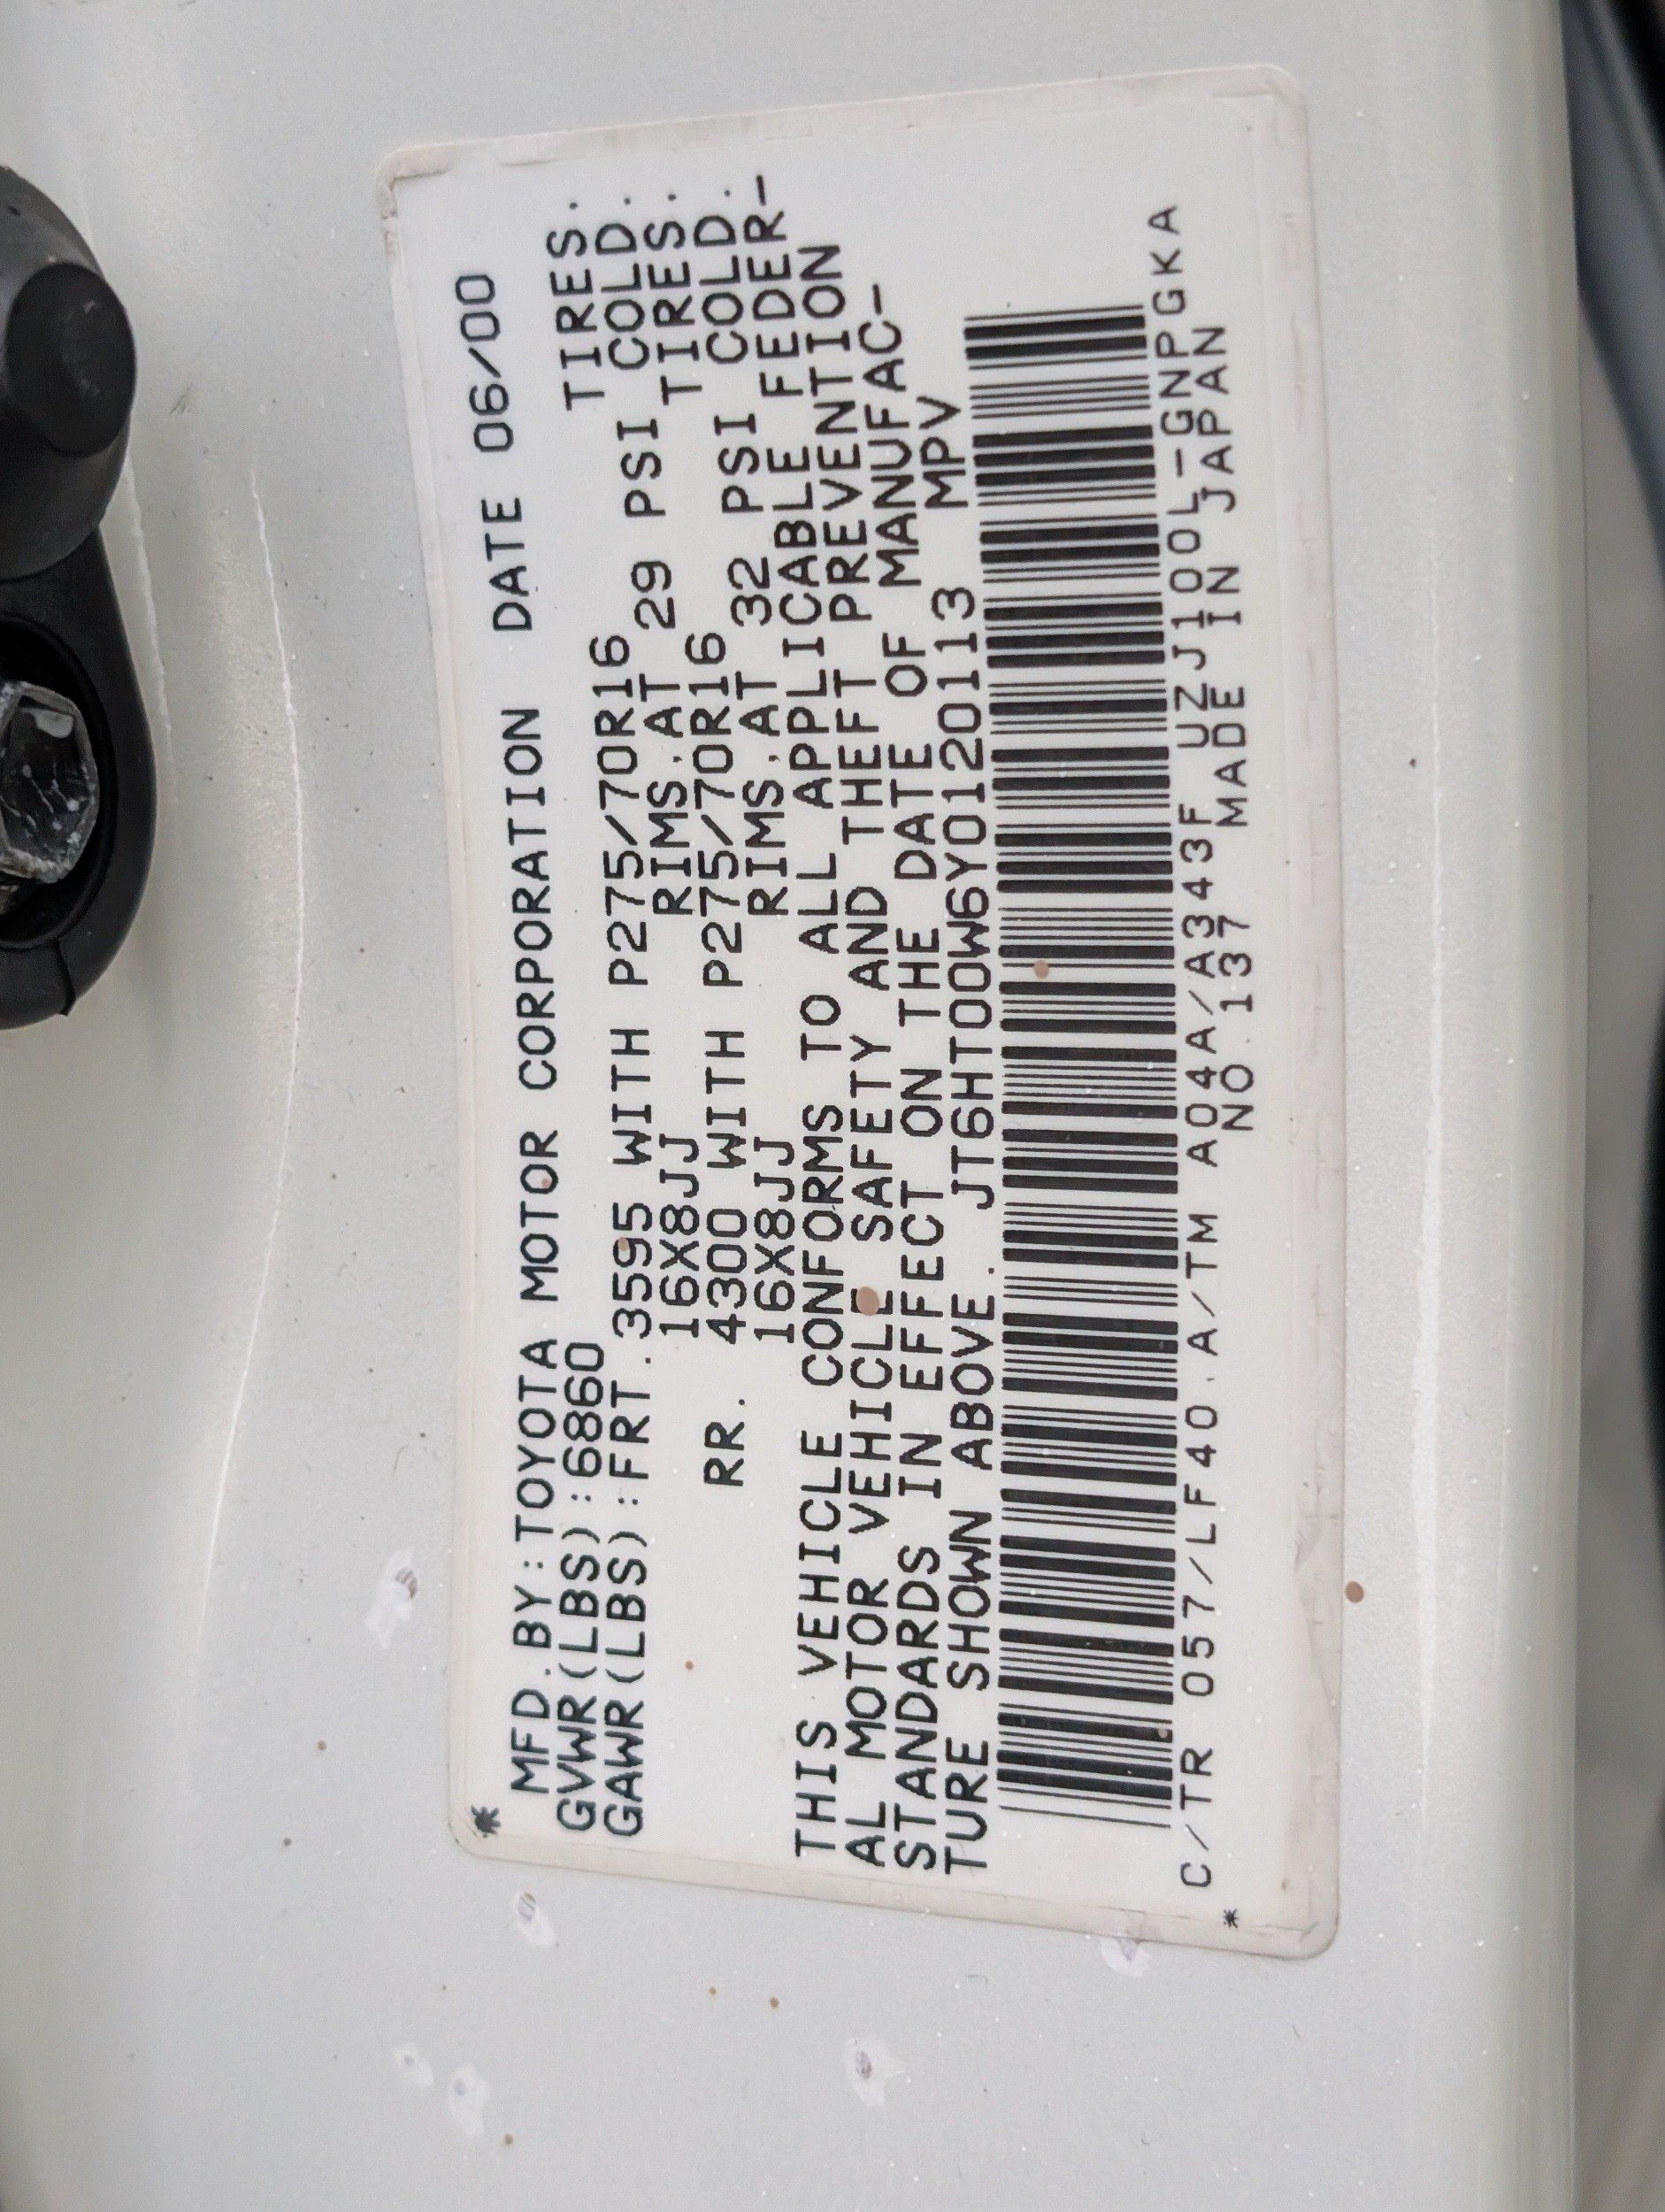 * MFD.BY:TOYOTA MOTOR CORPORATION DATE 06/00
GVWR(LBS):6860
GAWR(LBS):FRT.3595 WITH P275/70R16 TIRES.
16X8JJ RIMS.AT 29 PSI COLD.
RR. 4300 WITH P275/70R16 TIRES.
16X8JJ RIMS.AT 32 PSI COLD.
THIS VEHICLE CONFORMS TO ALL APPLICABLE FEDER-
AL MOTOR VEHICLE SAFETY AND THEFT PREVENTION
STANDARDS IN EFFECT ON THE DATE OF MANUFAC-
TURE SHOWN ABOVE. JT6HT00W6Y0120113 MPV
C/TR 057/LF40.A/TM A04A/A343F UZJ100L-GNPGKA
* NO.137 MADE IN JAPAN